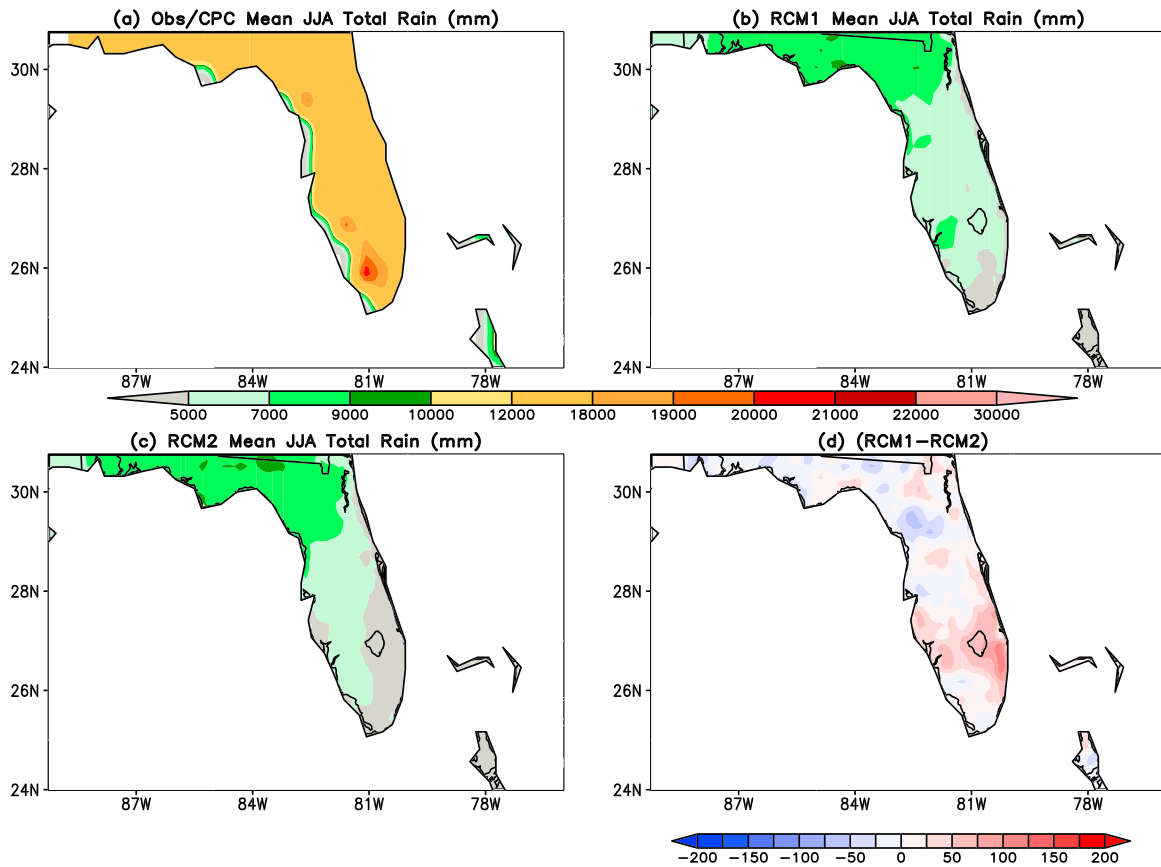 (a) Obs/CPC Mean JJA Total Rain (mm)
(b) RCM1 Mean JJA Total Rain (mm)
30N
28N
26N
24N
87W 84W 81W 78W
30N
28N
26N
24N
87W 84W 81W 78W
5000 7000 9000 10000 12000 18000 19000 20000 21000 22000 30000
(c) RCM2 Mean JJA Total Rain (mm)
(d) (RCM1−RCM2)
30N
28N
26N
24N
87W 84W 81W 78W
30N
28N
26N
24N
87W 84W 81W 78W
−200 −150 −100 −50 0 50 100 150 200